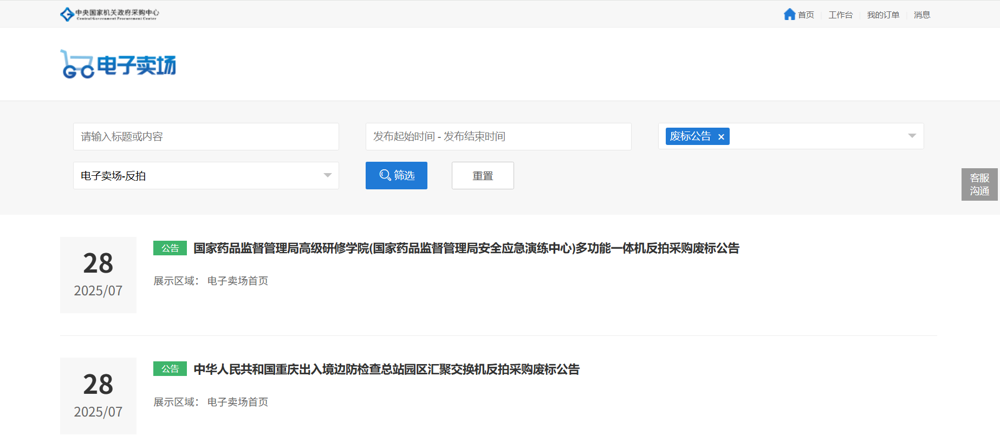 中央国家机关政府采购中心
Central Government Procurement Center
首页 工作台 我的订单 消息
GO 电子卖场
请输入标题或内容 发布起始时间 - 发布结束时间 废标公告 ×
电子卖场-反拍 筛选 重置
客服
沟通
28
2025/07
公告 国家药品监督管理局高级研修学院(国家药品监督管理局安全应急演练中心)多功能一体机反拍采购废标公告
展示区域： 电子卖场首页
28
2025/07
公告 中华人民共和国重庆出入境边防检查总站园区汇聚交换机反拍采购废标公告
展示区域： 电子卖场首页